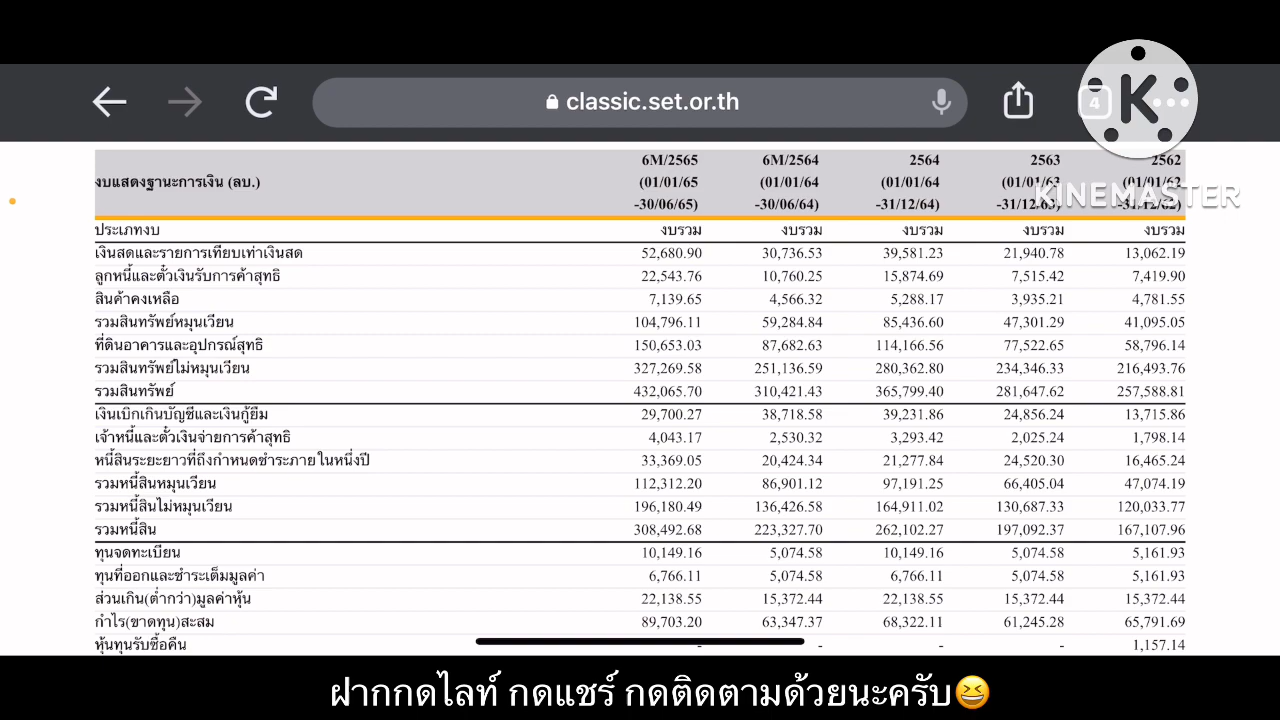 classic.set.or.th
4
K
KINEMASTER
งบแสดงฐานะการเงิน (ลบ.) 6M/2565 (01/01/65 -30/06/65) 6M/2564 (01/01/64 -30/06/64) 2564 (01/01/64 -31/12/64) 2563 (01/01/63 -31/12/63) 2562 (01/01/62 -31/12/62)
ประเภทงบ งบรวม งบรวม งบรวม งบรวม งบรวม
เงินสดและรายการเทียบเท่าเงินสด 52,680.90 30,736.53 39,581.23 21,940.78 13,062.19
ลูกหนี้และตั๋วเงินรับการค้าสุทธิ 22,543.76 10,760.25 15,874.69 7,515.42 7,419.90
สินค้าคงเหลือ 7,139.65 4,566.32 5,288.17 3,935.21 4,781.55
รวมสินทรัพย์หมุนเวียน 104,796.11 59,284.84 85,436.60 47,301.29 41,095.05
ที่ดินอาคารและอุปกรณ์สุทธิ 150,653.03 87,682.63 114,166.56 77,522.65 58,796.14
รวมสินทรัพย์ไม่หมุนเวียน 327,269.58 251,136.59 280,362.80 234,346.33 216,493.76
รวมสินทรัพย์ 432,065.70 310,421.43 365,799.40 281,647.62 257,588.81
เงินเบิกเกินบัญชีและเงินกู้ยืม 29,700.27 38,718.58 39,231.86 24,856.24 13,715.86
เจ้าหนี้และตั๋วเงินจ่ายการค้าสุทธิ 4,043.17 2,530.32 3,293.42 2,025.24 1,798.14
หนี้สินระยะยาวที่ถึงกำหนดชำระภายในหนึ่งปี 33,369.05 20,424.34 21,277.84 24,520.30 16,465.24
รวมหนี้สินหมุนเวียน 112,312.20 86,901.12 97,191.25 66,405.04 47,074.19
รวมหนี้สินไม่หมุนเวียน 196,180.49 136,426.58 164,911.02 130,687.33 120,033.77
รวมหนี้สิน 308,492.68 223,327.70 262,102.27 197,092.37 167,107.96
ทุนจดทะเบียน 10,149.16 5,074.58 10,149.16 5,074.58 5,161.93
ทุนที่ออกและชำระเต็มมูลค่า 6,766.11 5,074.58 6,766.11 5,074.58 5,161.93
ส่วนเกิน(ต่ำกว่า)มูลค่าหุ้น 22,138.55 15,372.44 22,138.55 15,372.44 15,372.44
กำไร(ขาดทุน)สะสม 89,703.20 63,347.37 68,322.11 61,245.28 65,791.69
หุ้นทุนรับซื้อคืน - - - - 1,157.14
ฝากกดไลท์ กดแชร์ กดติดตามด้วยนะครับ😆